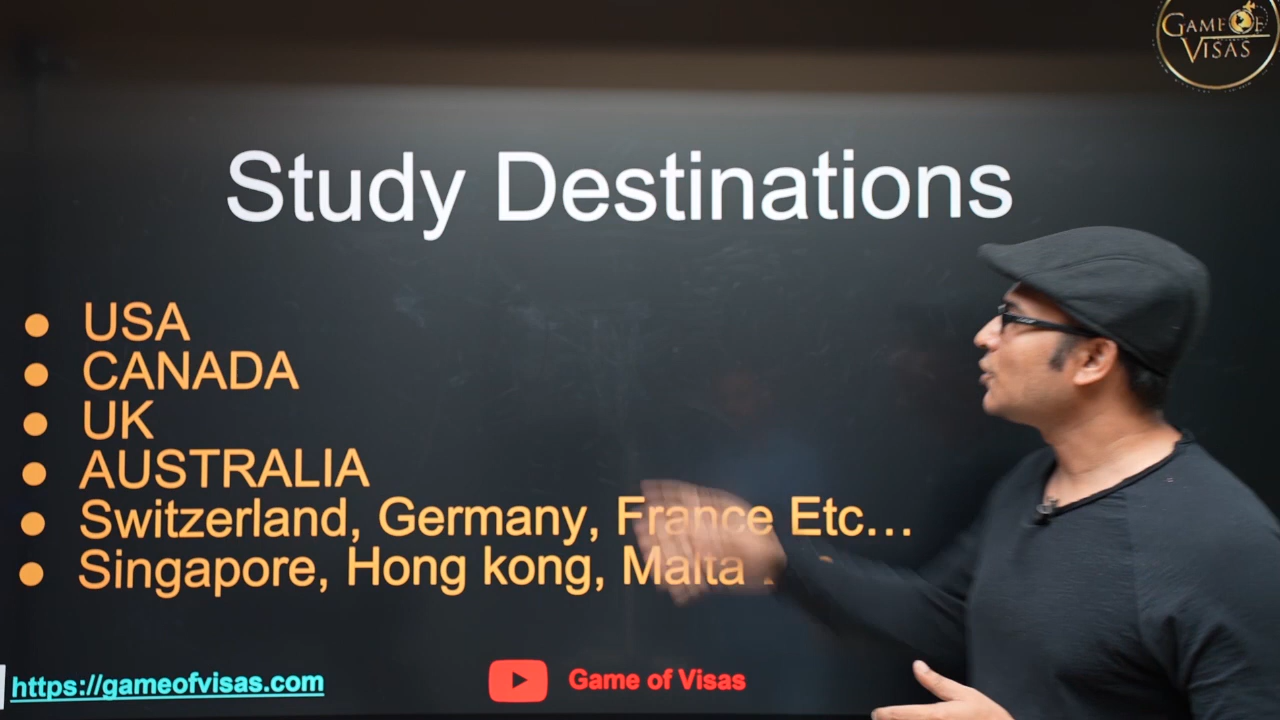 GAME OF
VISAS
Study Destinations
● USA
● CANADA
● UK
● AUSTRALIA
● Switzerland, Germany, France Etc...
● Singapore, Hong kong, Malta
https://gameofvisas.com
Game of Visas